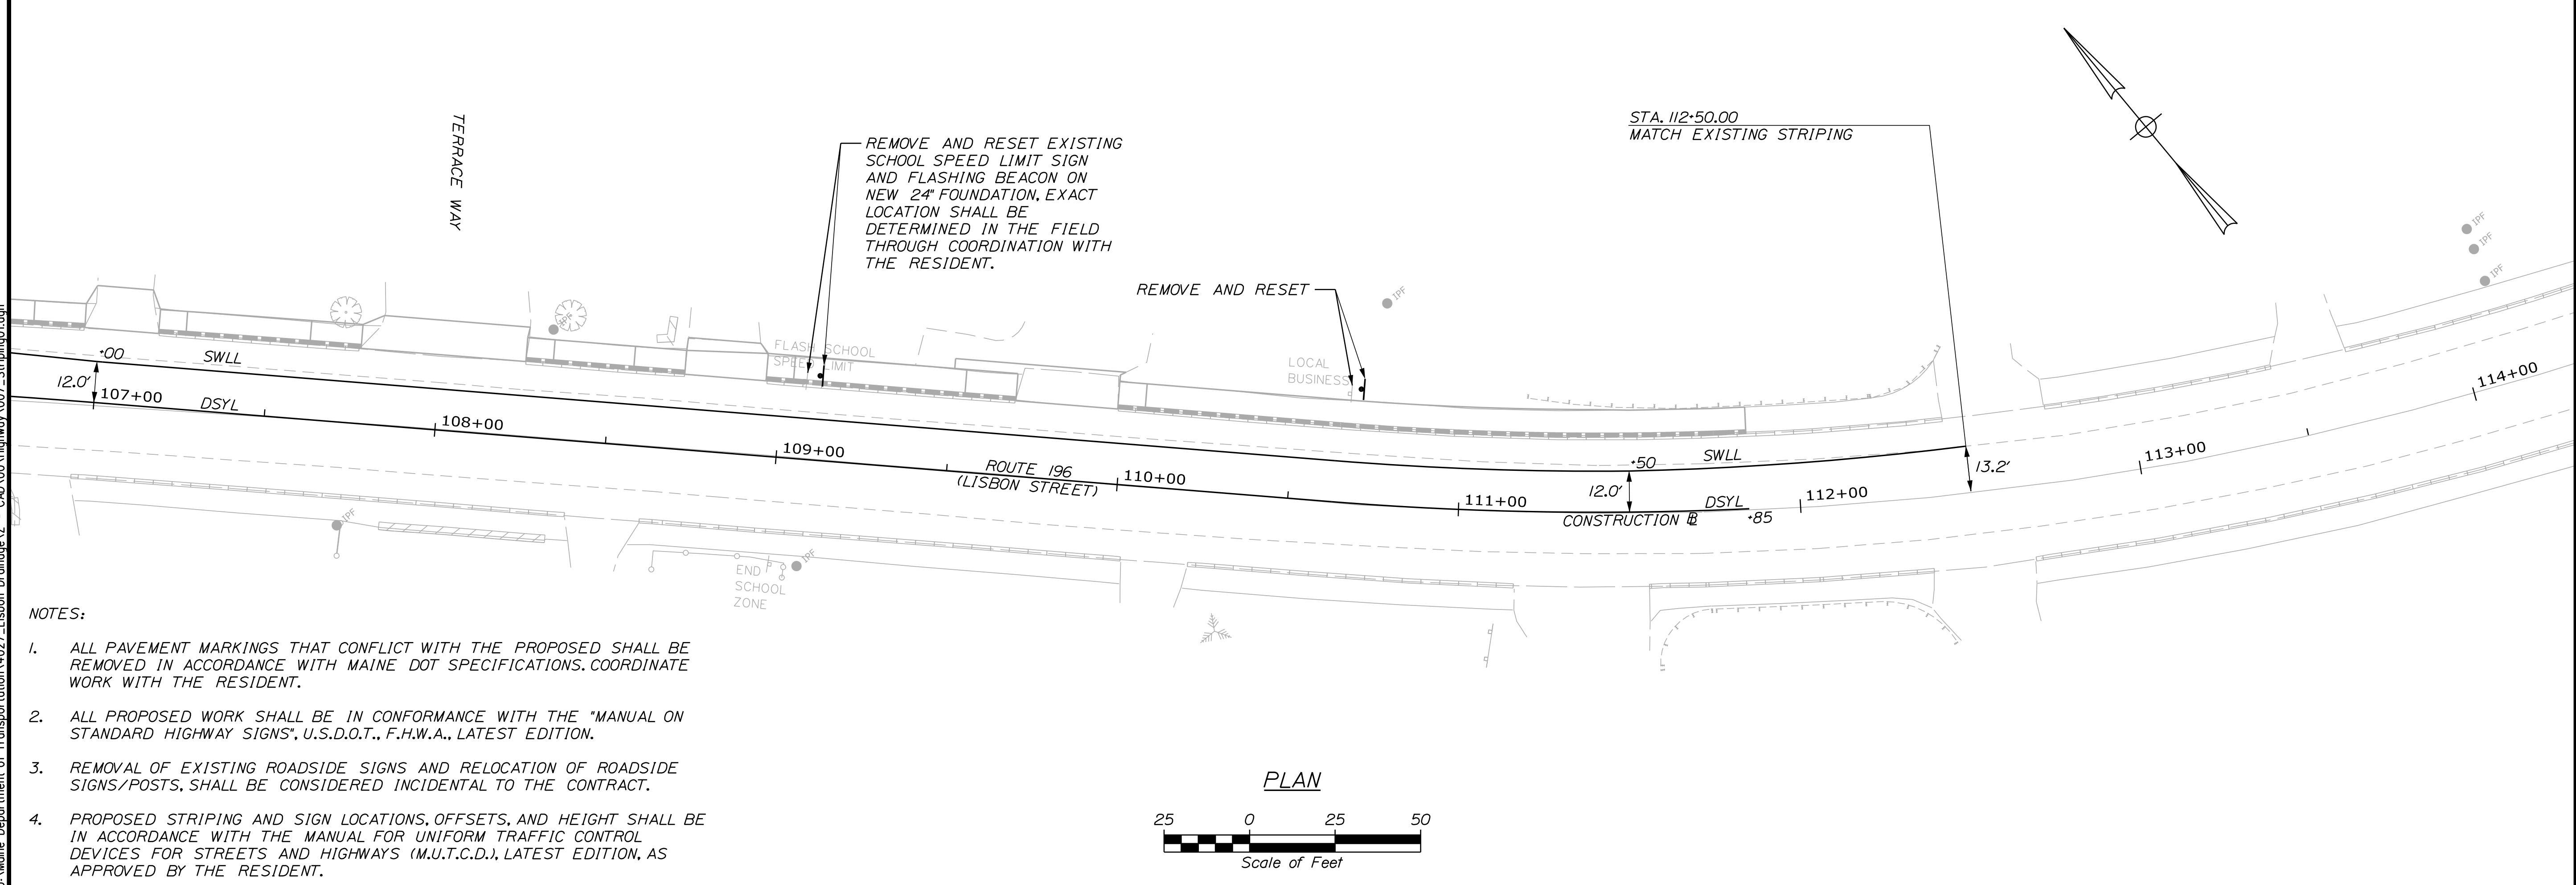 TERRACE WAY
REMOVE AND RESET EXISTING
SCHOOL SPEED LIMIT SIGN
AND FLASHING BEACON ON
NEW 24" FOUNDATION, EXACT
LOCATION SHALL BE
DETERMINED IN THE FIELD
THROUGH COORDINATION WITH
THE RESIDENT.
STA. 112+50.00
MATCH EXISTING STRIPING
REMOVE AND RESET
IPF
IPF
IPF
IPF
IPF
FLASH SCHOOL
SPEED LIMIT
LOCAL
BUSINESS
+00
SWLL
12.0'
107+00
DSYL
108+00
109+00
ROUTE 196
(LISBON STREET)
110+00
111+00
+50
SWLL
12.0'
DSYL
CONSTRUCTION BL
+85
112+00
13.2'
113+00
114+00
IPF
IPF
END
SCHOOL
ZONE
NOTES:
1. ALL PAVEMENT MARKINGS THAT CONFLICT WITH THE PROPOSED SHALL BE
REMOVED IN ACCORDANCE WITH MAINE DOT SPECIFICATIONS. COORDINATE
WORK WITH THE RESIDENT.
2. ALL PROPOSED WORK SHALL BE IN CONFORMANCE WITH THE "MANUAL ON
STANDARD HIGHWAY SIGNS", U.S.D.O.T., F.H.W.A., LATEST EDITION.
3. REMOVAL OF EXISTING ROADSIDE SIGNS AND RELOCATION OF ROADSIDE
SIGNS/POSTS, SHALL BE CONSIDERED INCIDENTAL TO THE CONTRACT.
4. PROPOSED STRIPING AND SIGN LOCATIONS, OFFSETS, AND HEIGHT SHALL BE
IN ACCORDANCE WITH THE MANUAL FOR UNIFORM TRAFFIC CONTROL
DEVICES FOR STREETS AND HIGHWAYS (M.U.T.C.D.), LATEST EDITION, AS
APPROVED BY THE RESIDENT.
PLAN
25 0 25 50
Scale of Feet